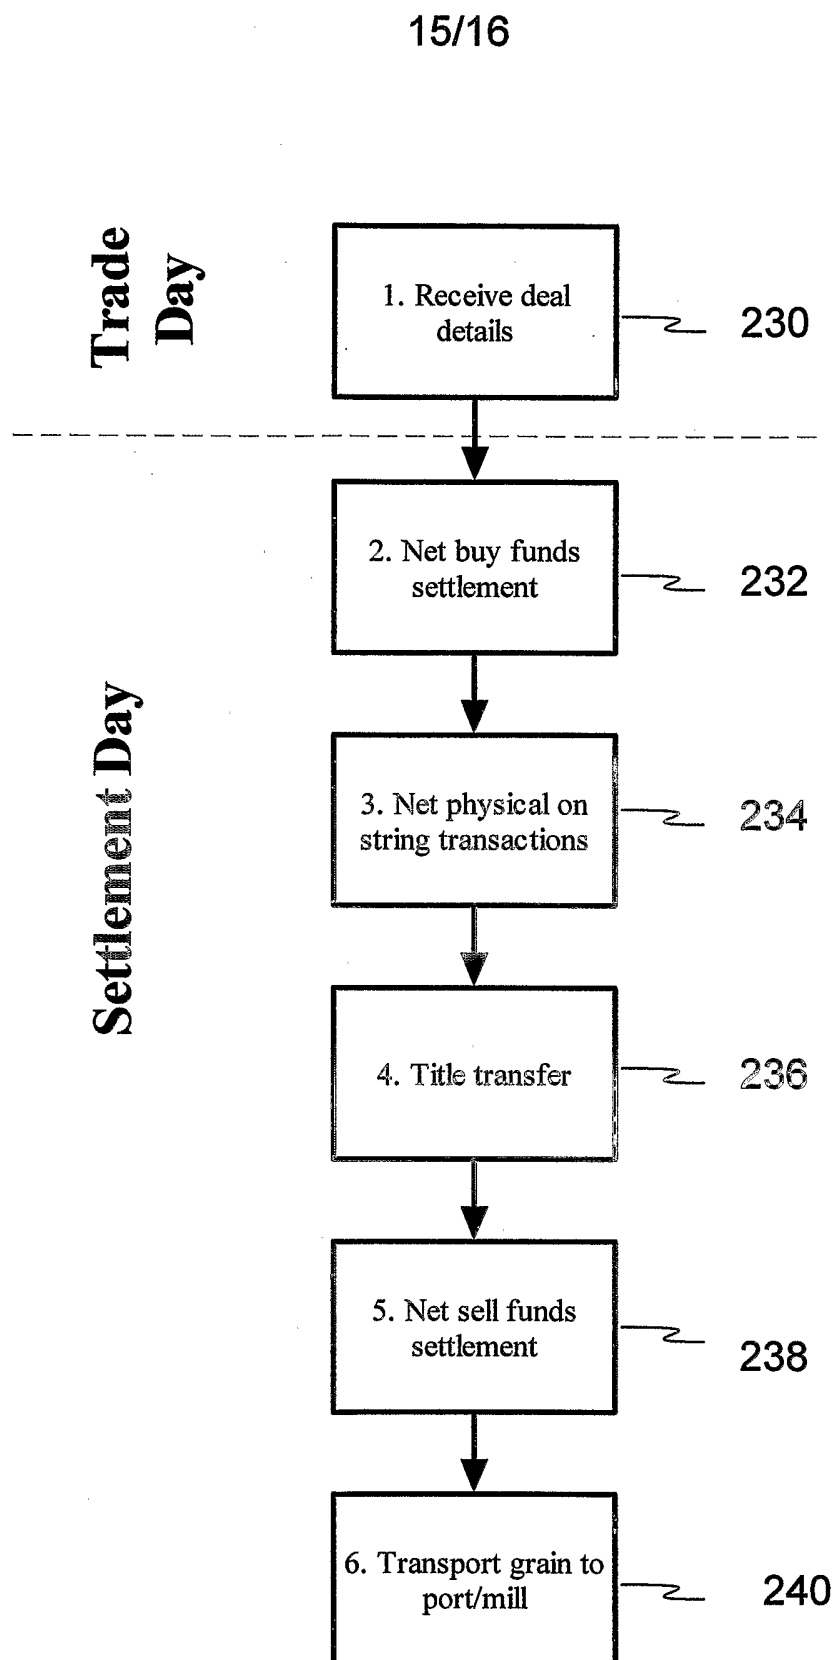 15/16
Trade
Day
1. Receive deal
details
230
2. Net buy funds
settlement
232
Settlement Day
3. Net physical on
string transactions
234
4. Title transfer
236
5. Net sell funds
settlement
238
6. Transport grain to
port/mill
240